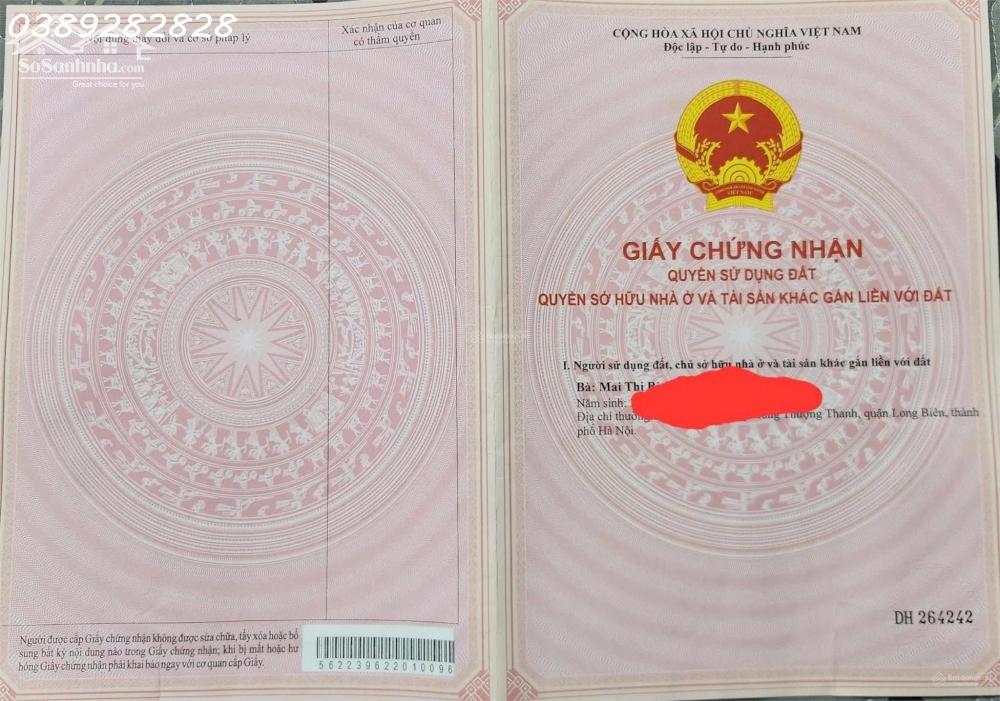 0389282828
Nội dung thay đổi và cơ sở pháp lý
Xác nhận của cơ quan
có thẩm quyền
SoSanhnha.com
Great choice for you
Người được cấp Giấy chứng nhận không được sửa chữa, tẩy xóa hoặc bổ
sung bất kỳ nội dung nào trong Giấy chứng nhận; khi bị mất hoặc hư
hỏng Giấy chứng nhận phải khai báo ngay với cơ quan cấp Giấy.
562239622010096
CỘNG HÒA XÃ HỘI CHỦ NGHĨA VIỆT NAM
Độc lập - Tự do - Hạnh phúc
VIỆT NAM
GIẤY CHỨNG NHẬN
QUYỀN SỬ DỤNG ĐẤT
QUYỀN SỞ HỮU NHÀ Ở VÀ TÀI SẢN KHÁC GẮN LIỀN VỚI ĐẤT
I. Người sử dụng đất, chủ sở hữu nhà ở và tài sản khác gắn liền với đất
Bà: Mai Thị
Năm sinh:
Địa chỉ Thượng Thanh, quận Long Biên, thành
phố Hà Nội.
DH 264242